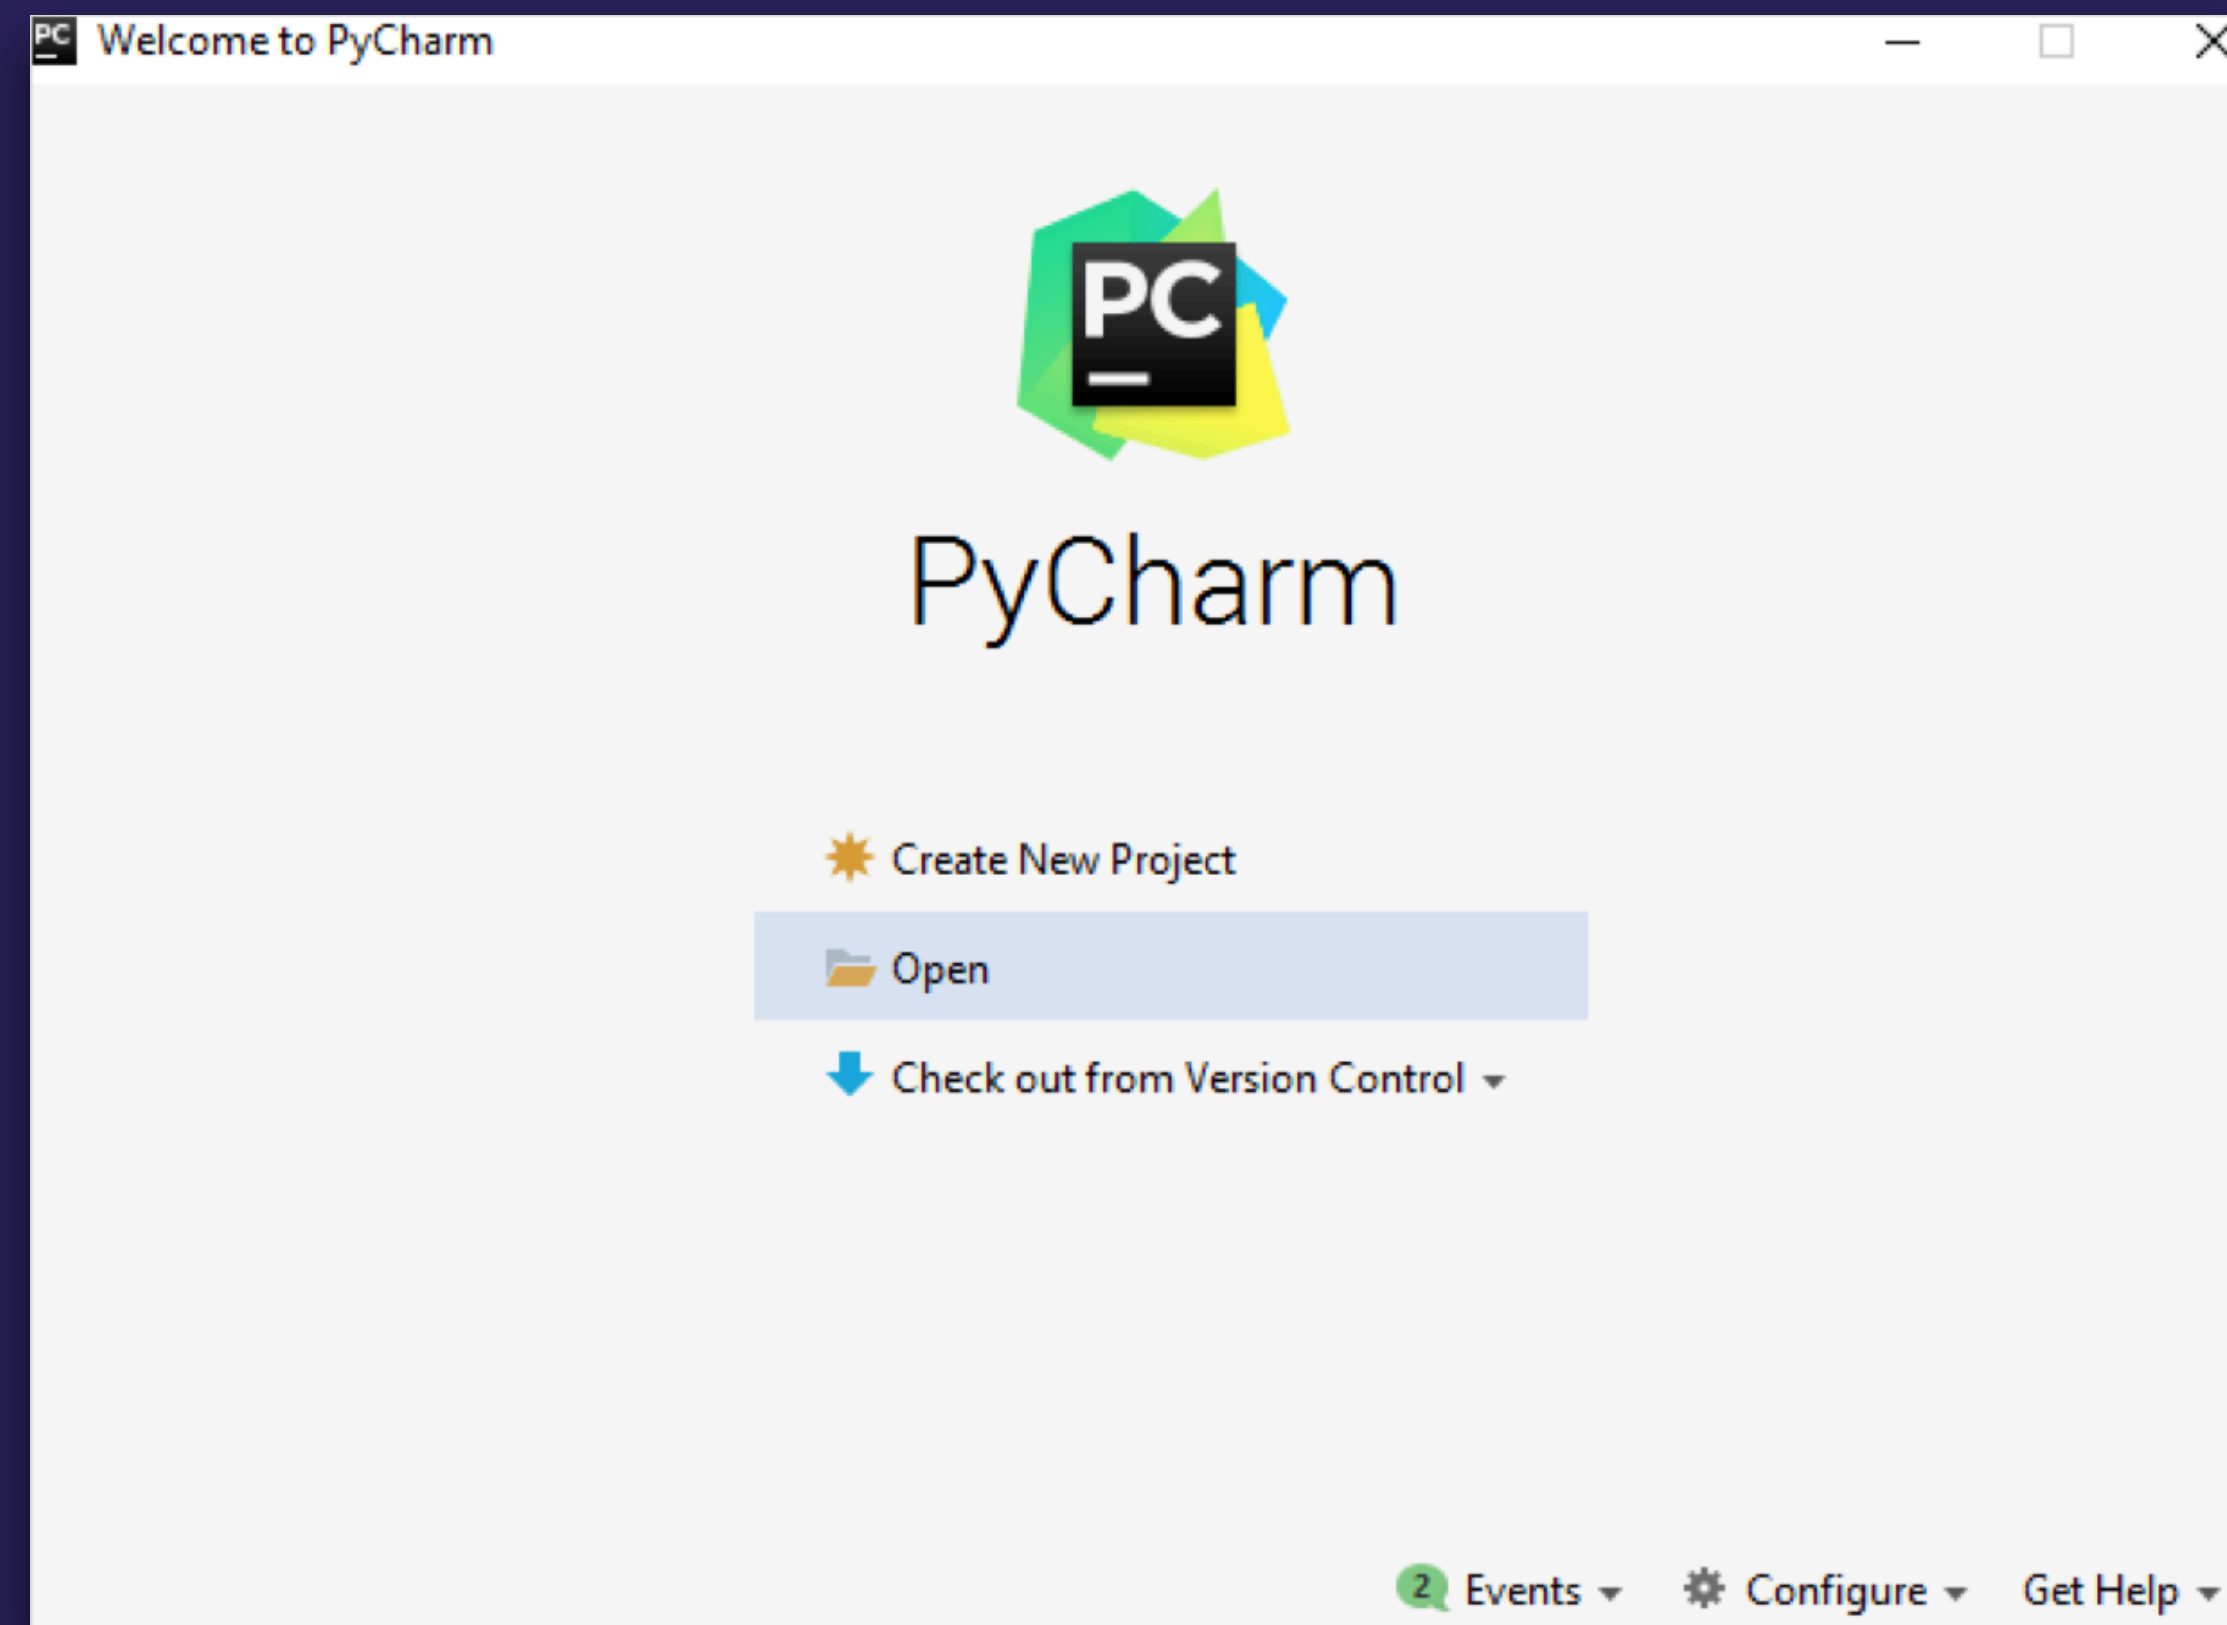 PC Welcome to PyCharm
PC
PyCharm
Create New Project
Open
Check out from Version Control
2 Events Configure Get Help